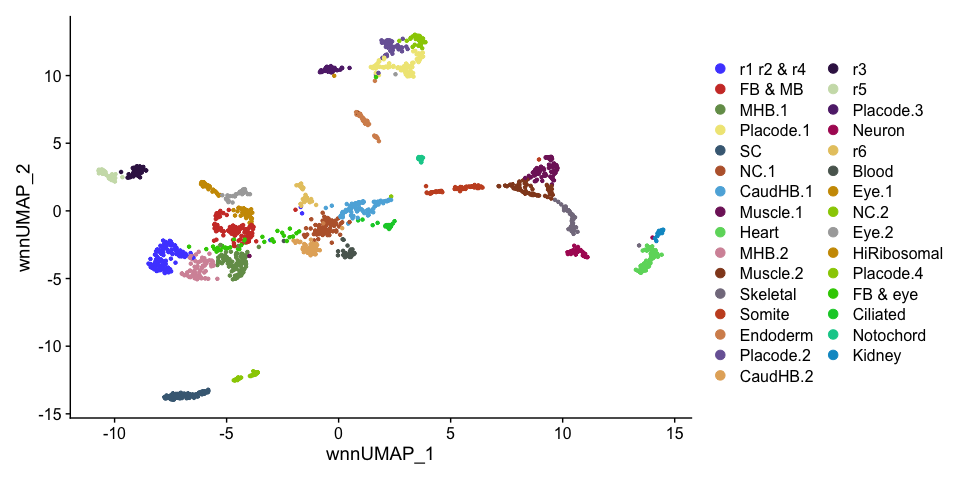 10
5
0
-5
-10
-15
wnnUMAP_2
-10 -5 0 5 10 15
wnnUMAP_1
r1 r2 & r4
FB & MB
MHB.1
Placode.1
SC
NC.1
CaudHB.1
Muscle.1
Heart
MHB.2
Muscle.2
Skeletal
Somite
Endoderm
Placode.2
CaudHB.2
r3
r5
Placode.3
Neuron
r6
Blood
Eye.1
NC.2
Eye.2
HiRibosomal
Placode.4
FB & eye
Ciliated
Notochord
Kidney